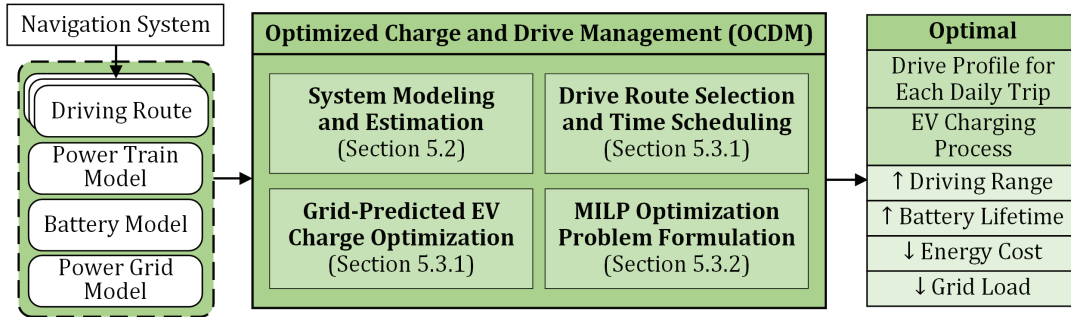 Navigation System
Driving Route
Power Train
Model
Battery Model
Power Grid
Model
Optimized Charge and Drive Management (OCDM)
System Modeling
and Estimation
(Section 5.2)
Drive Route Selection
and Time Scheduling
(Section 5.3.1)
Grid-Predicted EV
Charge Optimization
(Section 5.3.1)
MILP Optimization
Problem Formulation
(Section 5.3.2)
Optimal
Drive Profile for
Each Daily Trip
EV Charging
Process
↑ Driving Range
↑ Battery Lifetime
↓ Energy Cost
↓ Grid Load